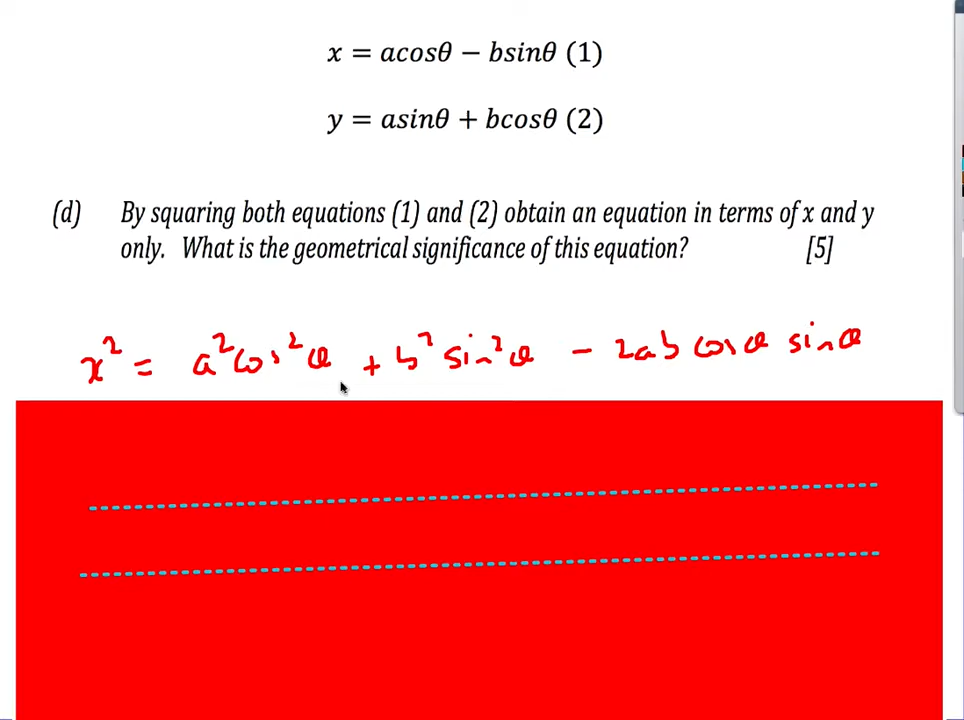 x = acosθ − bsinθ (1)
y = asinθ + bcosθ (2)
(d) By squaring both equations (1) and (2) obtain an equation in terms of x and y
only. What is the geometrical significance of this equation? [5]
x² = a²cos²θ + b²sin²θ − 2ab cosθ sinθ